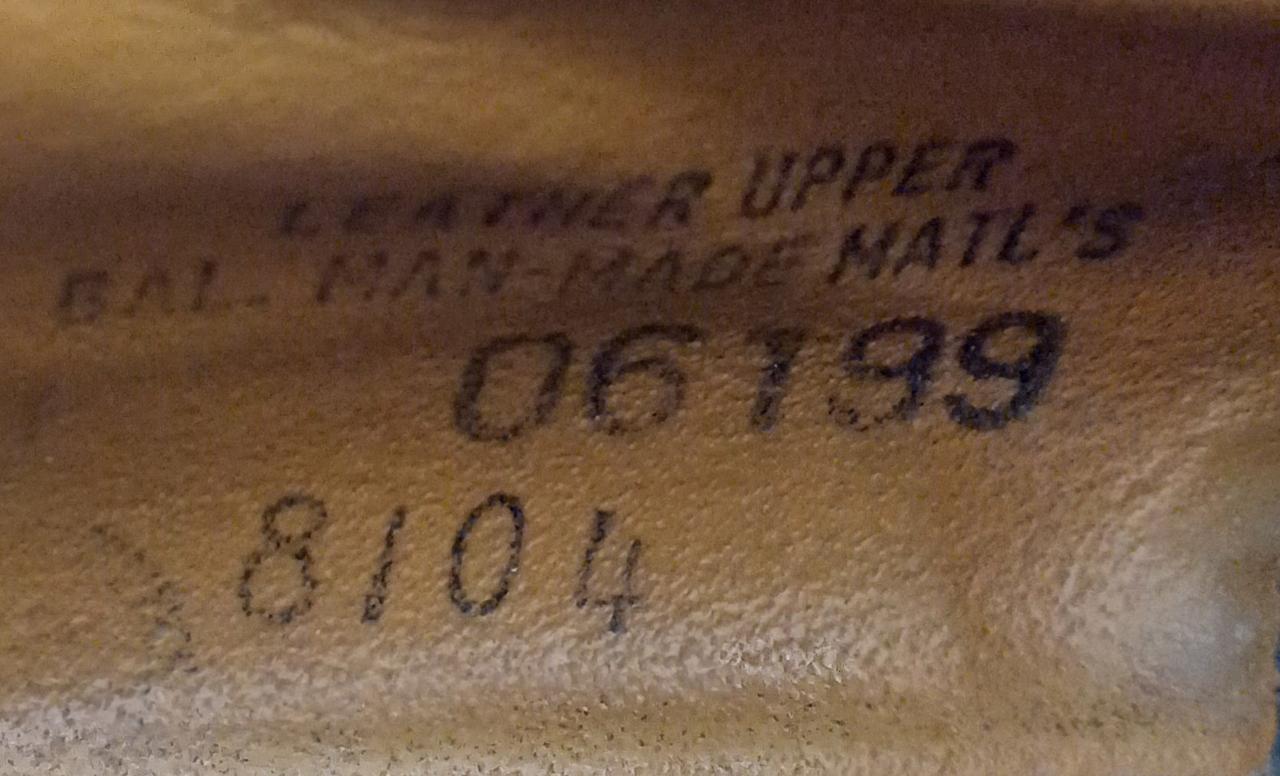 LEATHER UPPER
BAL. MAN-MADE MATL'S
06199
8104